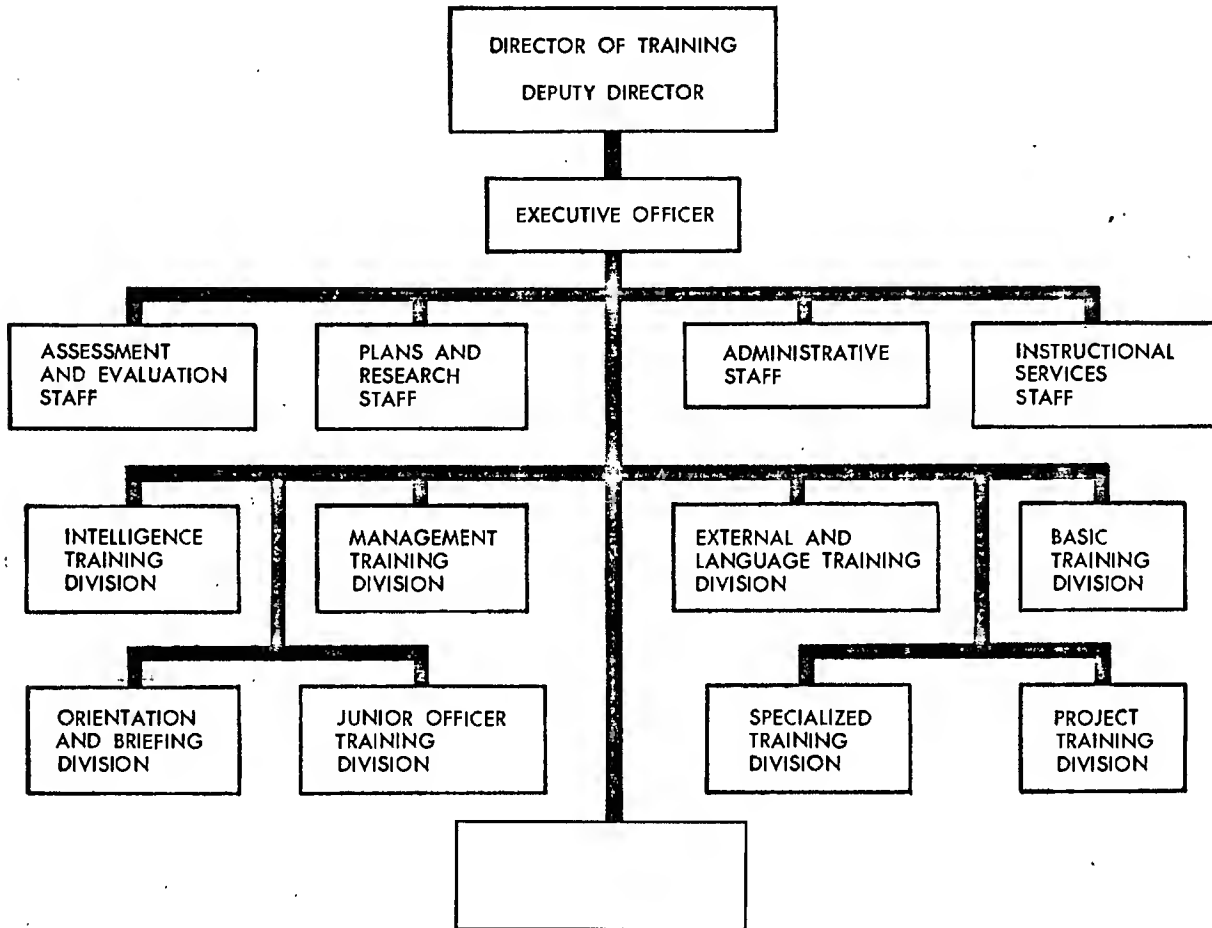 DIRECTOR OF TRAINING
DEPUTY DIRECTOR
EXECUTIVE OFFICER
ASSESSMENT
AND EVALUATION
STAFF
PLANS AND
RESEARCH
STAFF
ADMINISTRATIVE
STAFF
INSTRUCTIONAL
SERVICES
STAFF
INTELLIGENCE
TRAINING
DIVISION
MANAGEMENT
TRAINING
DIVISION
EXTERNAL AND
LANGUAGE TRAINING
DIVISION
BASIC
TRAINING
DIVISION
ORIENTATION
AND BRIEFING
DIVISION
JUNIOR OFFICER
TRAINING
DIVISION
SPECIALIZED
TRAINING
DIVISION
PROJECT
TRAINING
DIVISION